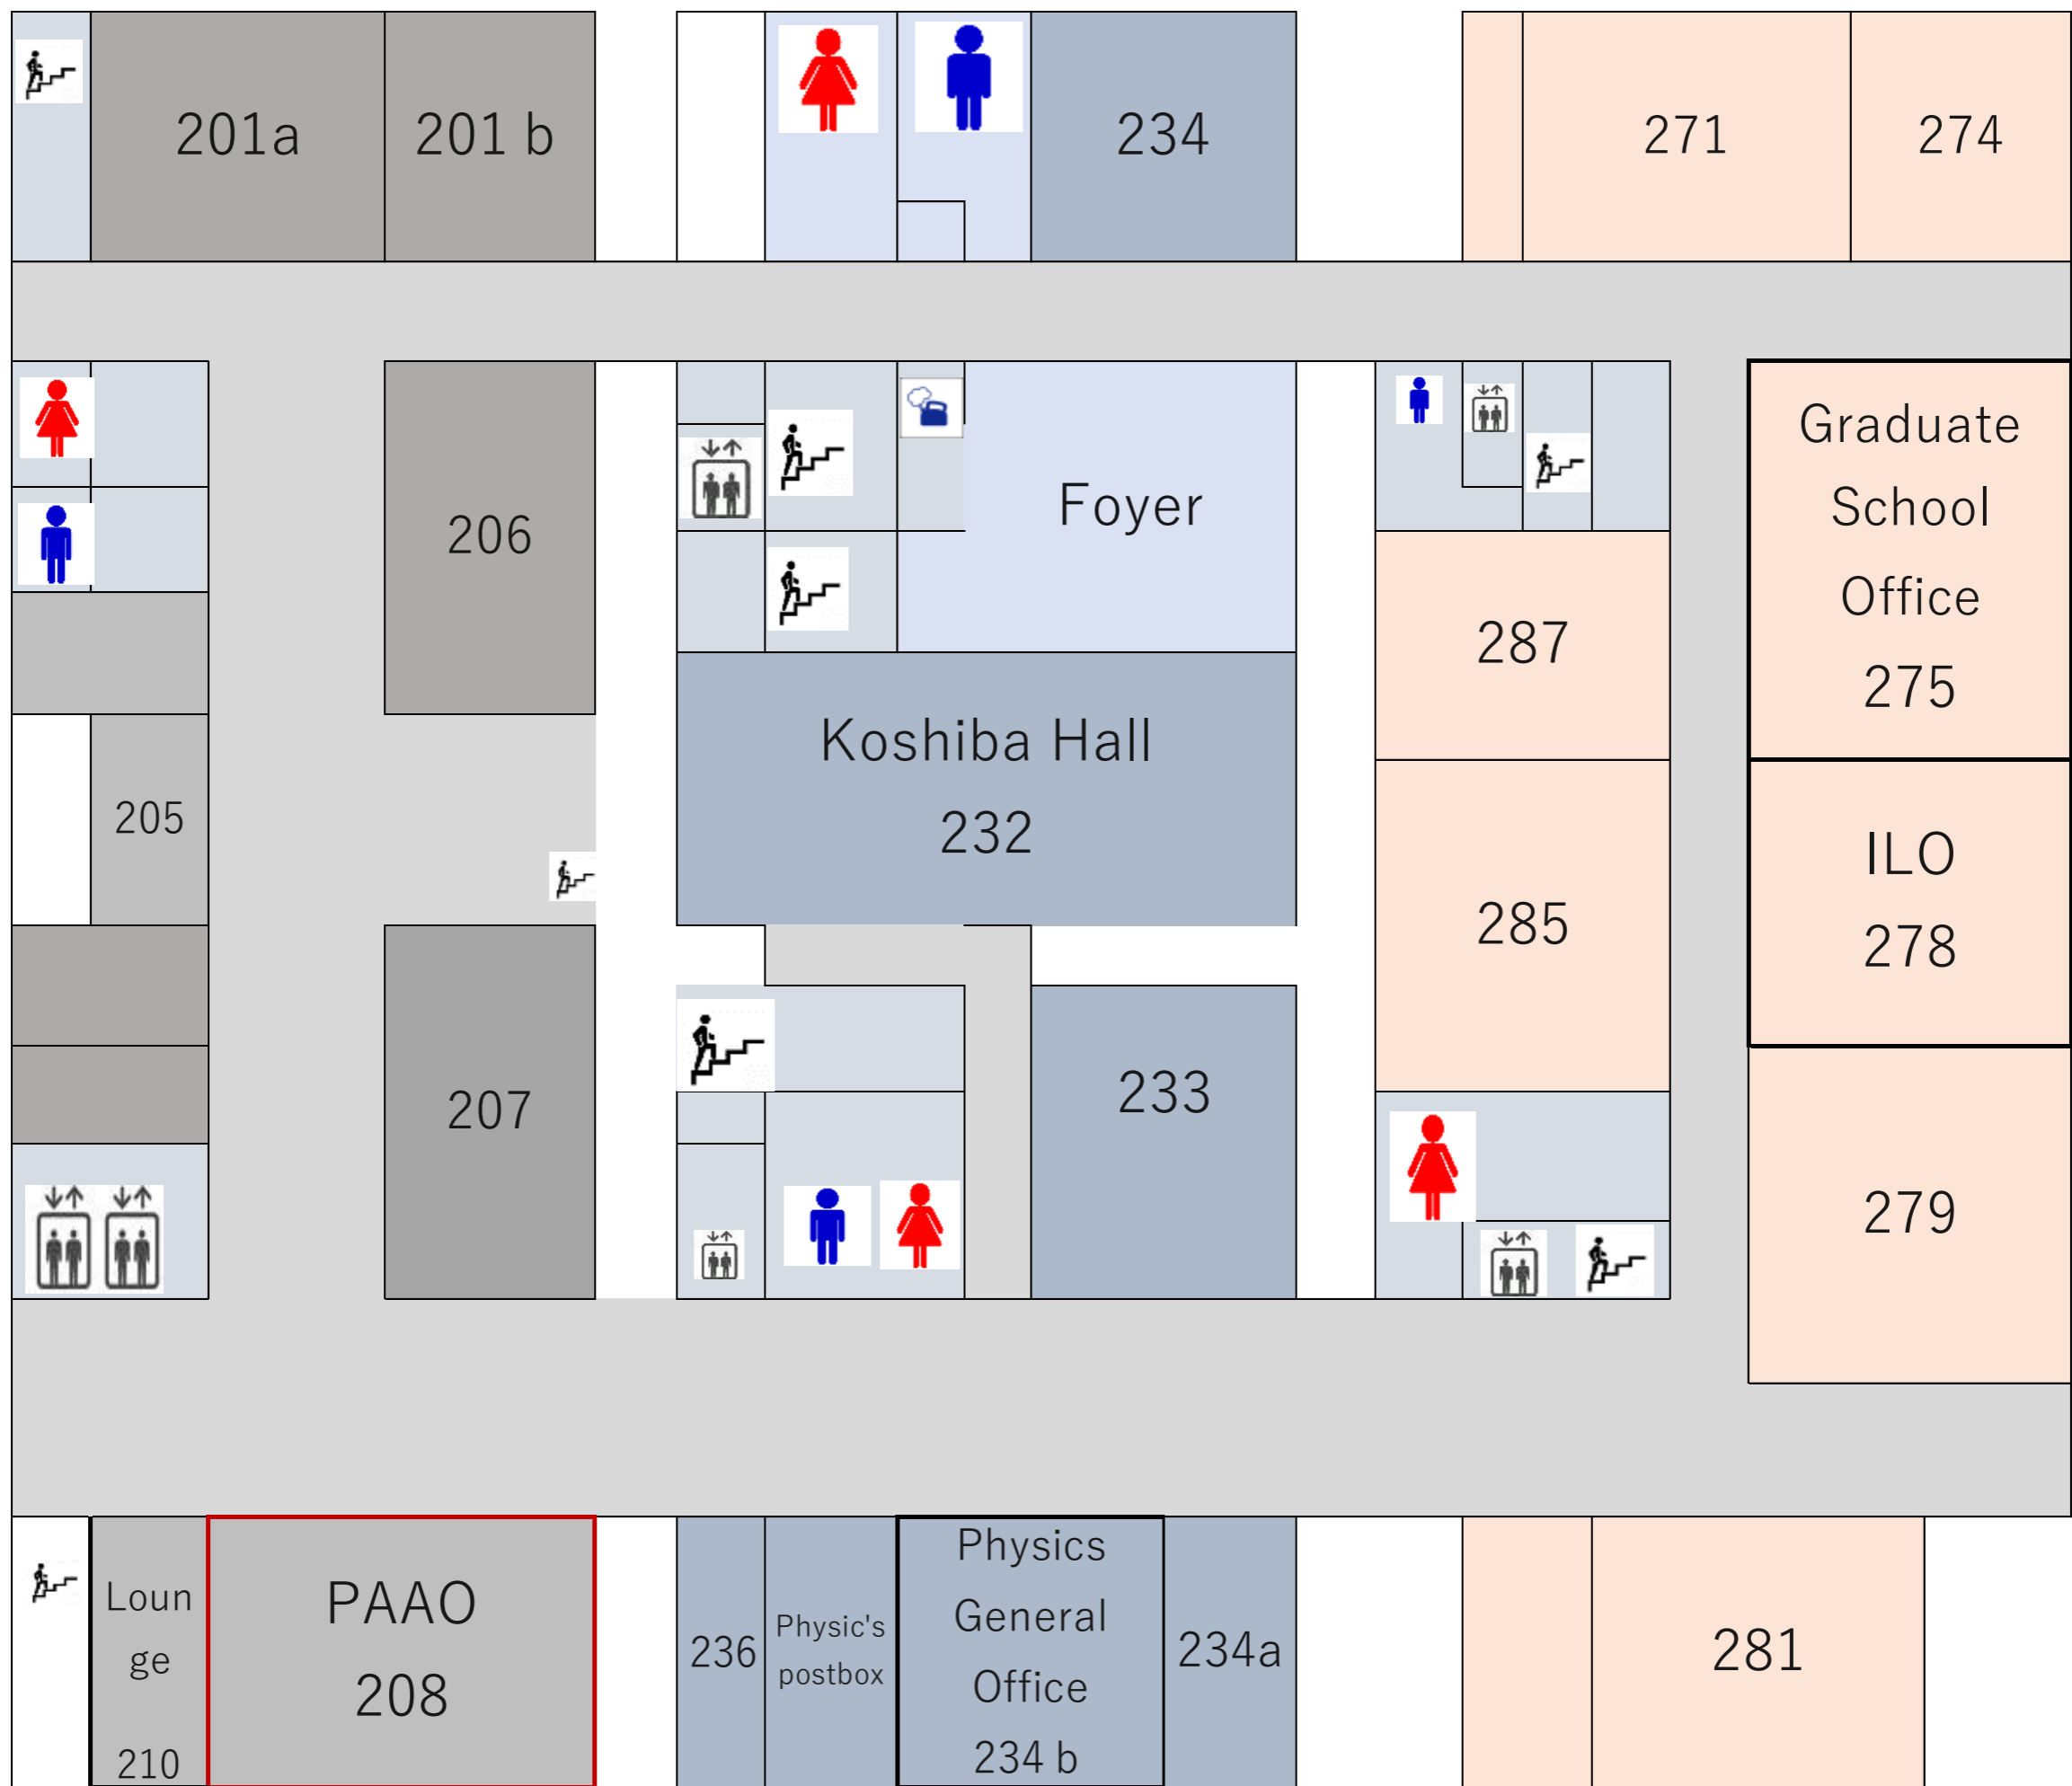 201a
201 b
234
271
274
206
Foyer
Graduate
School
Office
275
287
Koshiba Hall
232
205
285
ILO
278
207
233
279
Loun
ge
210
PAAO
208
236
Physic's
postbox
Physics
General
Office
234 b
234a
281